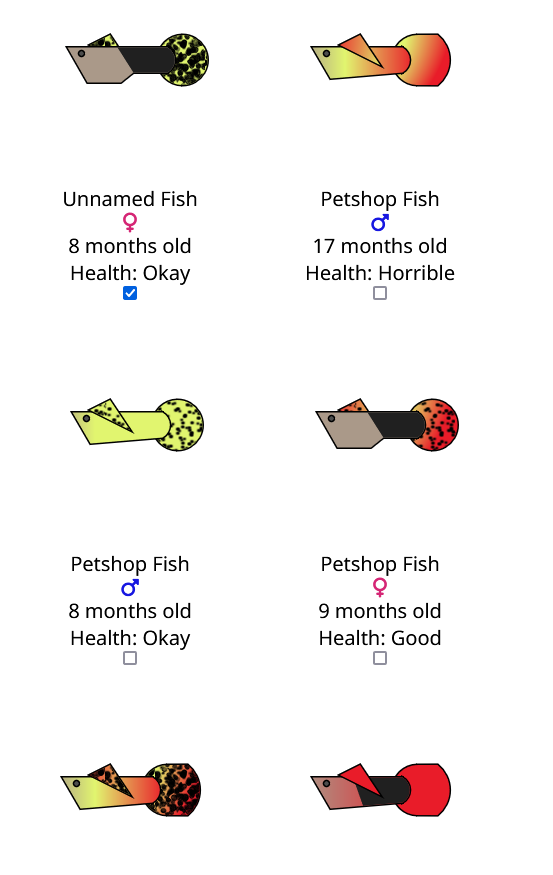 Unnamed Fish
♀
8 months old
Health: Okay
Petshop Fish
♂
17 months old
Health: Horrible
Petshop Fish
♂
8 months old
Health: Okay
Petshop Fish
♀
9 months old
Health: Good